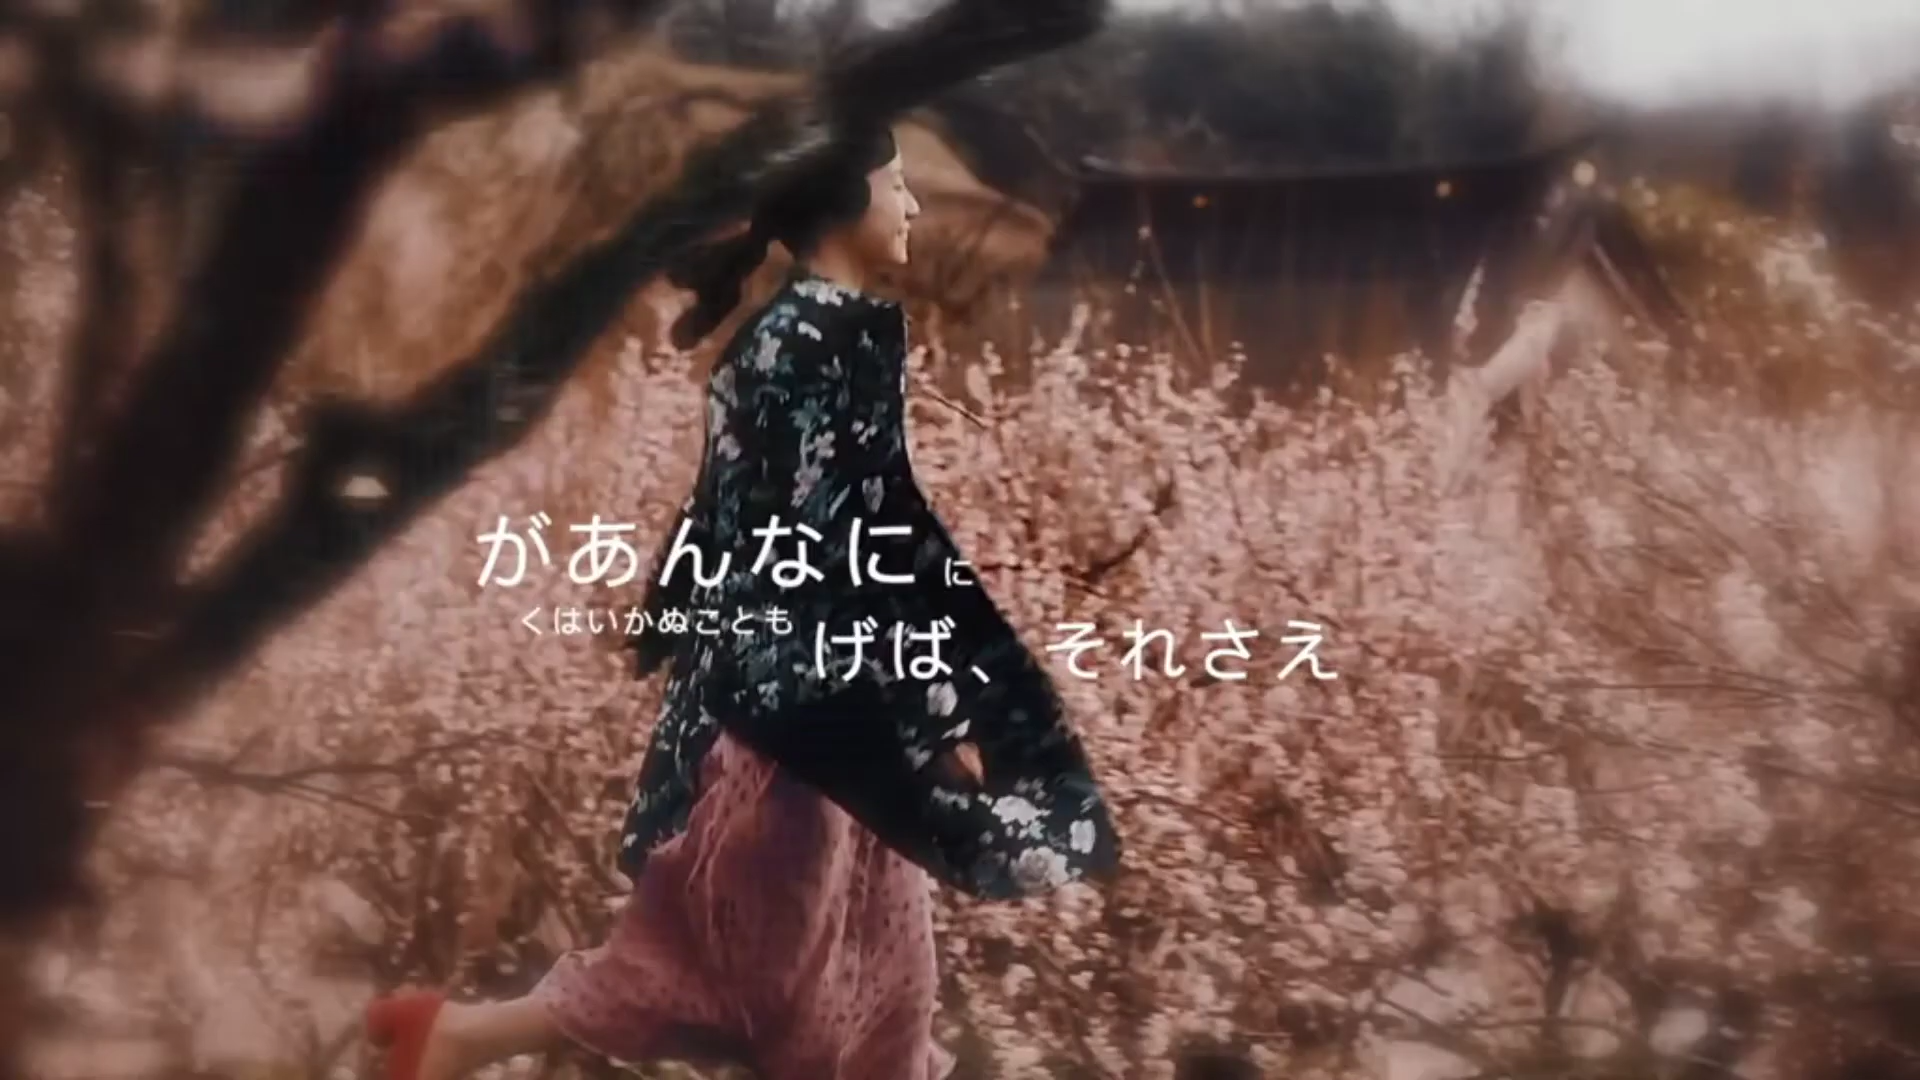 があんなに に
くはいかぬことも
げば、それさえ